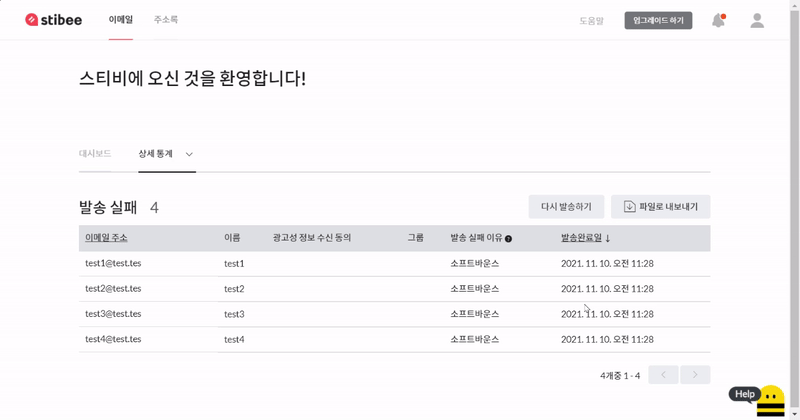 stibee 이메일 주소록 도움말 업그레이드 하기
스티비에 오신 것을 환영합니다!
대시보드 상세 통계
발송 실패 4 다시 발송하기 파일로 내보내기
이메일 주소 이름 광고성 정보 수신 동의 그룹 발송 실패 이유 ? 발송완료일 ↓
test1@test.tes test1 소프트바운스 2021. 11. 10. 오전 11:28
test2@test.tes test2 소프트바운스 2021. 11. 10. 오전 11:28
test3@test.tes test3 소프트바운스 2021. 11. 10. 오전 11:28
test4@test.tes test4 소프트바운스 2021. 11. 10. 오전 11:28
4개중 1 - 4
Help